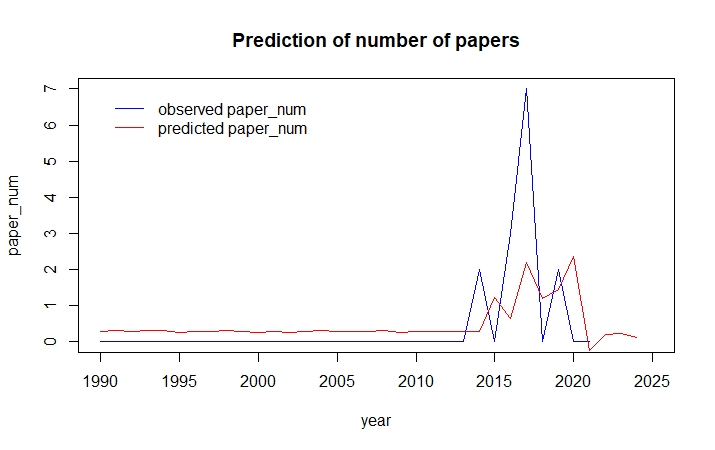 Prediction of number of papers
observed paper_num
predicted paper_num
7
6
5
4
3
2
1
0
paper_num
1990 1995 2000 2005 2010 2015 2020 2025
year